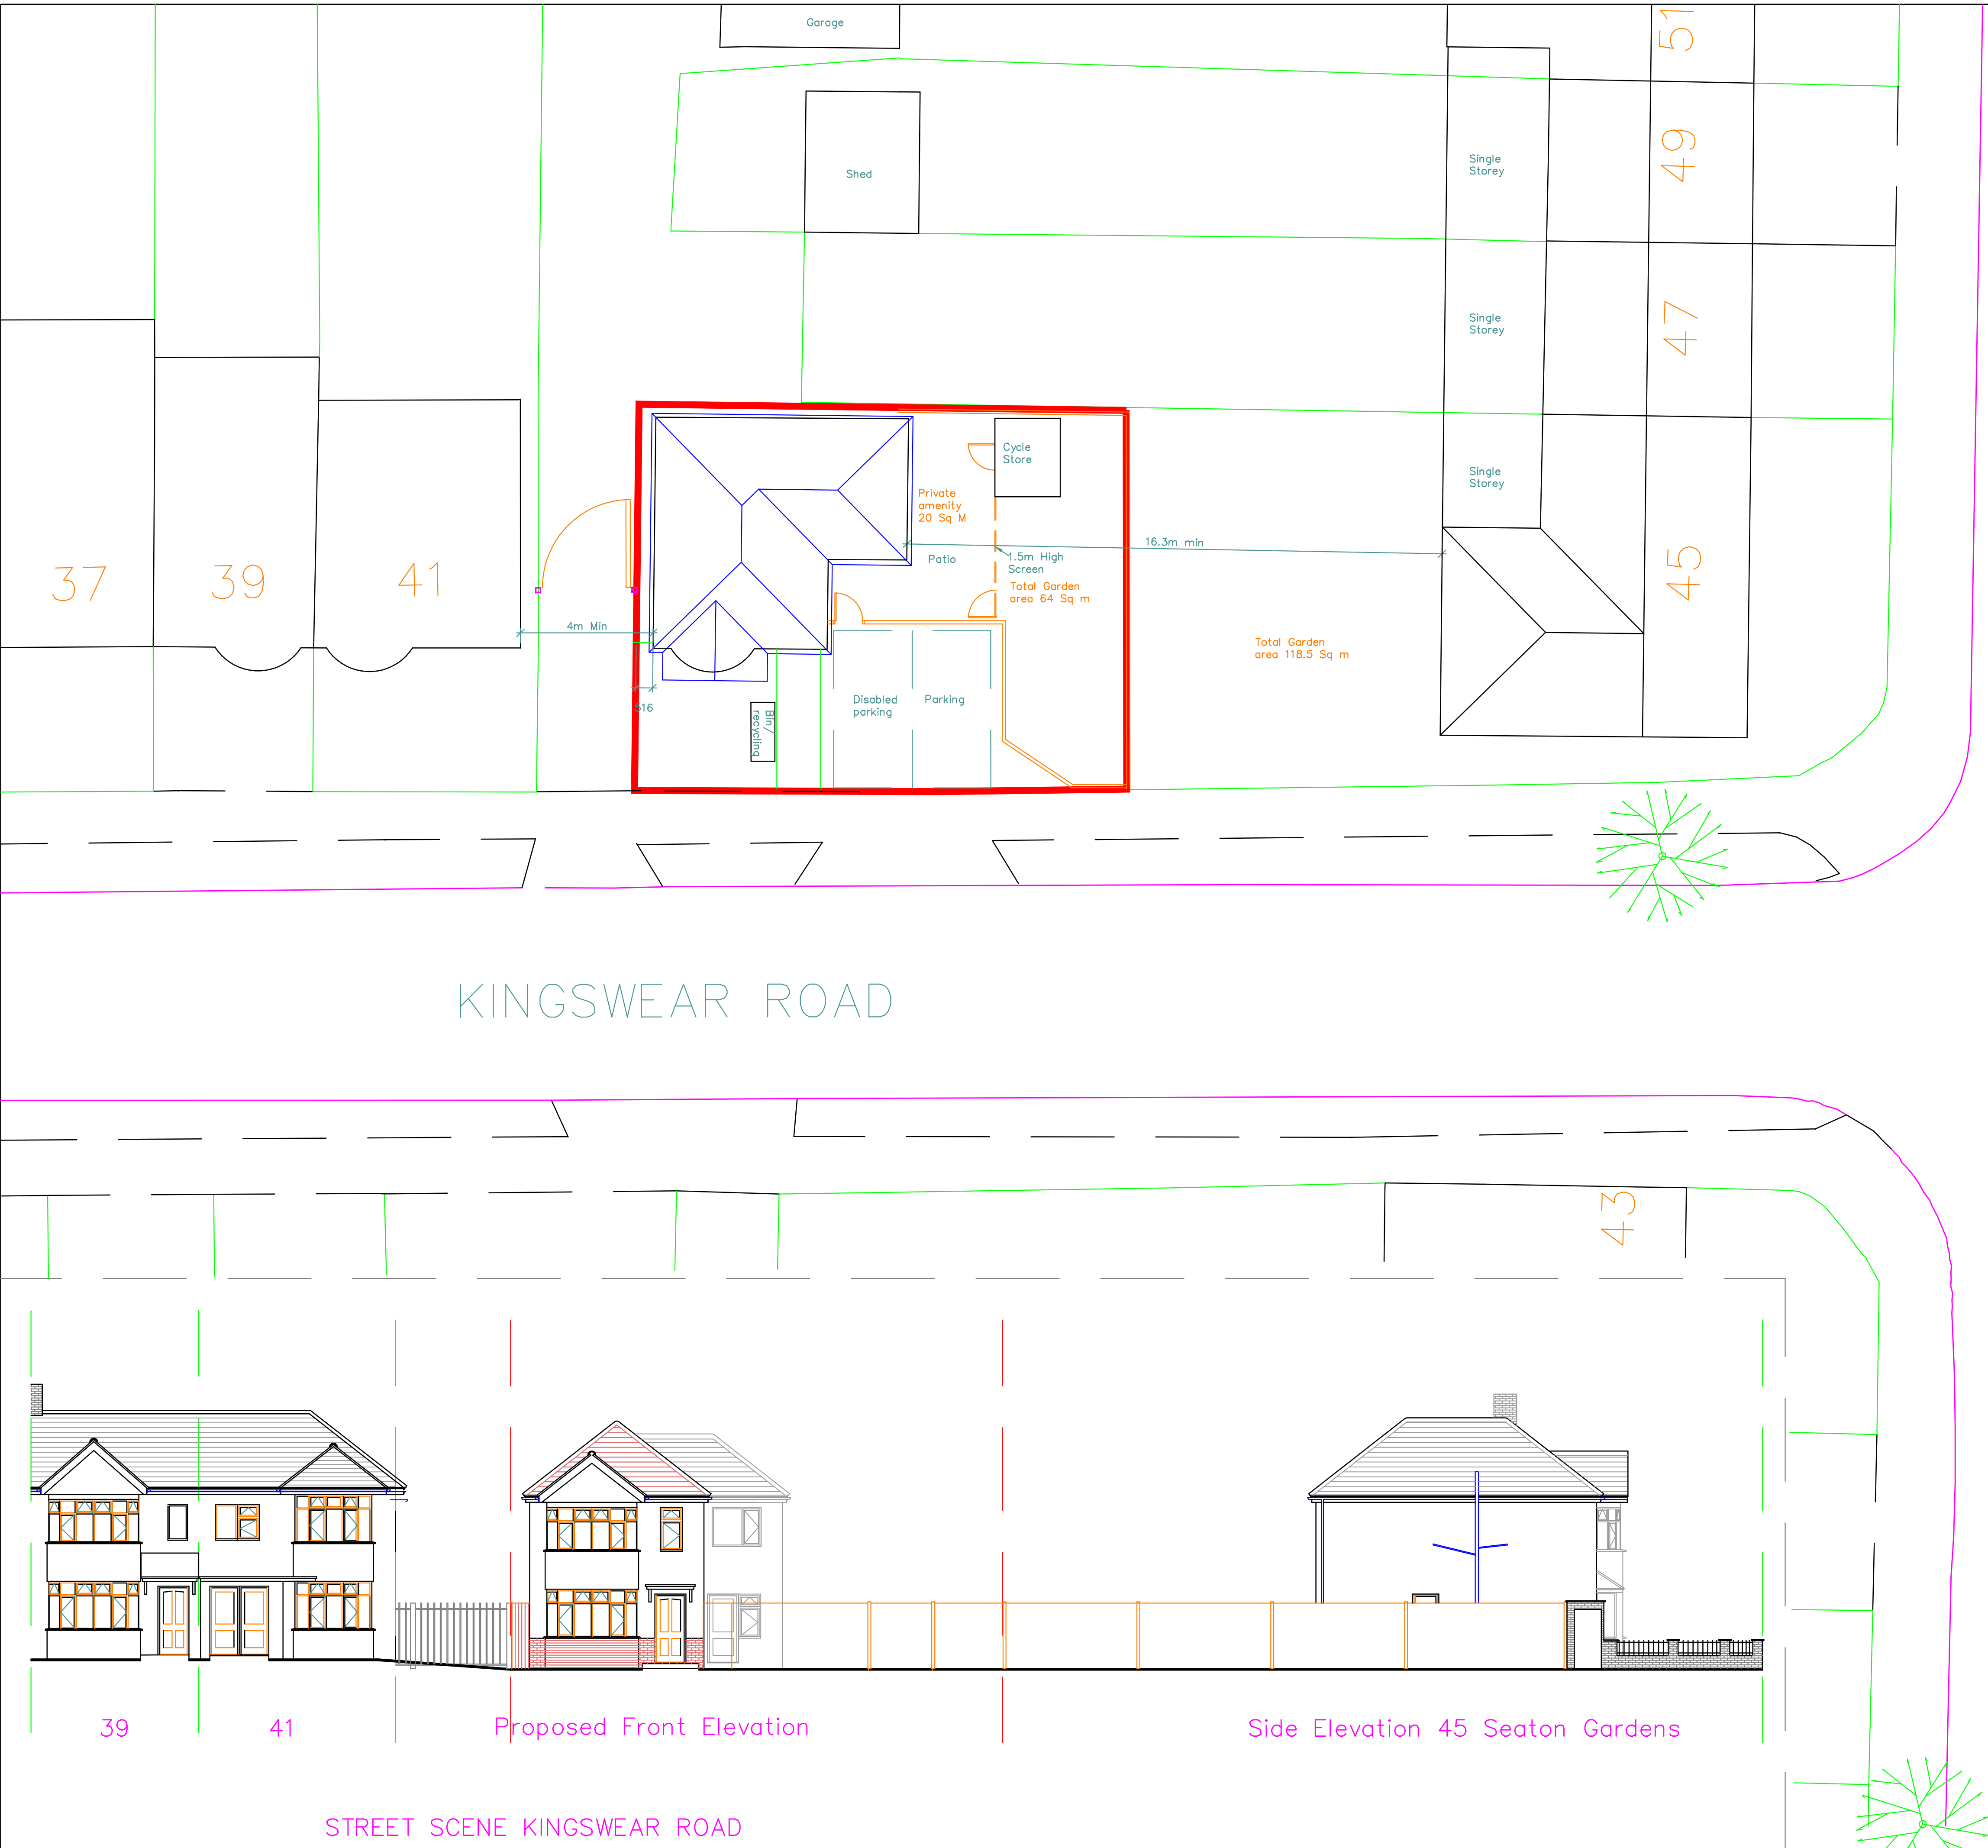 Garage
51
Shed
Single
Storey
49
Single
Storey
47
Cycle
Store
Single
Storey
Private
amenity
20 Sq M
16.3m min
Patio
1.5m High
Screen
Total Garden
area 64 Sq m
37
39
41
45
4m Min
Total Garden
area 118.5 Sq m
516
Bin/
recycling
Disabled
parking
Parking
KINGSWEAR ROAD
43
39
41
Proposed Front Elevation
Side Elevation 45 Seaton Gardens
STREET SCENE KINGSWEAR ROAD